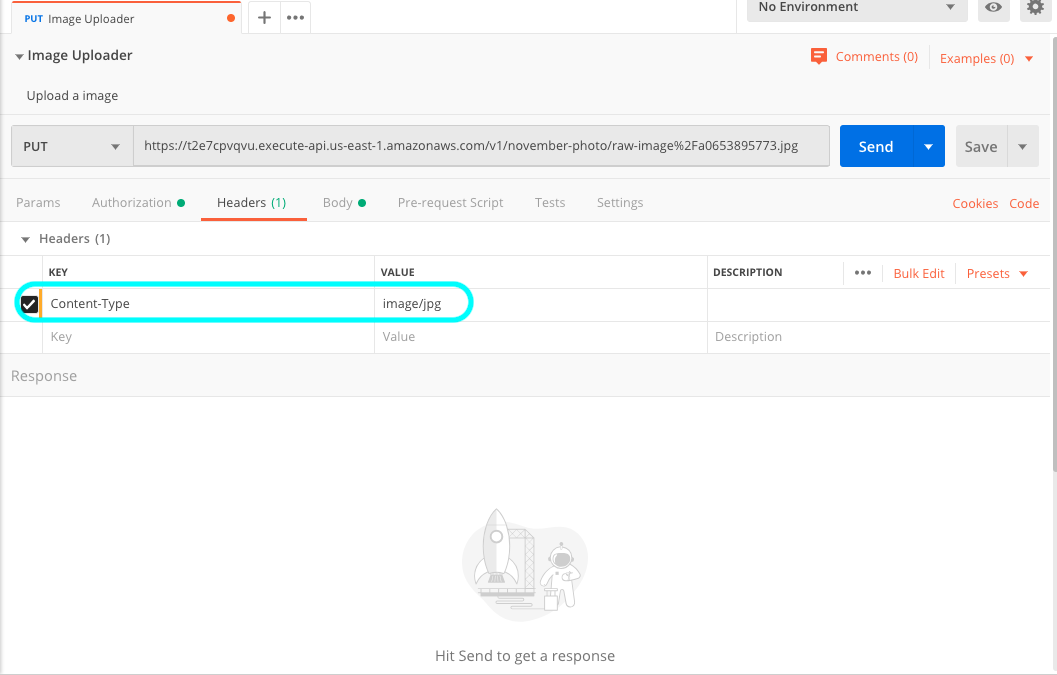 PUT Image Uploader
No Environment
Image Uploader
Comments (0) Examples (0)
Upload a image
PUT https://t2e7cpvqvu.execute-api.us-east-1.amazonaws.com/v1/november-photo/raw-image%2Fa0653895773.jpg Send Save
Params Authorization Headers (1) Body Pre-request Script Tests Settings Cookies Code
Headers (1)
KEY VALUE DESCRIPTION ••• Bulk Edit Presets
Content-Type image/jpg
Key Value Description
Response
Hit Send to get a response